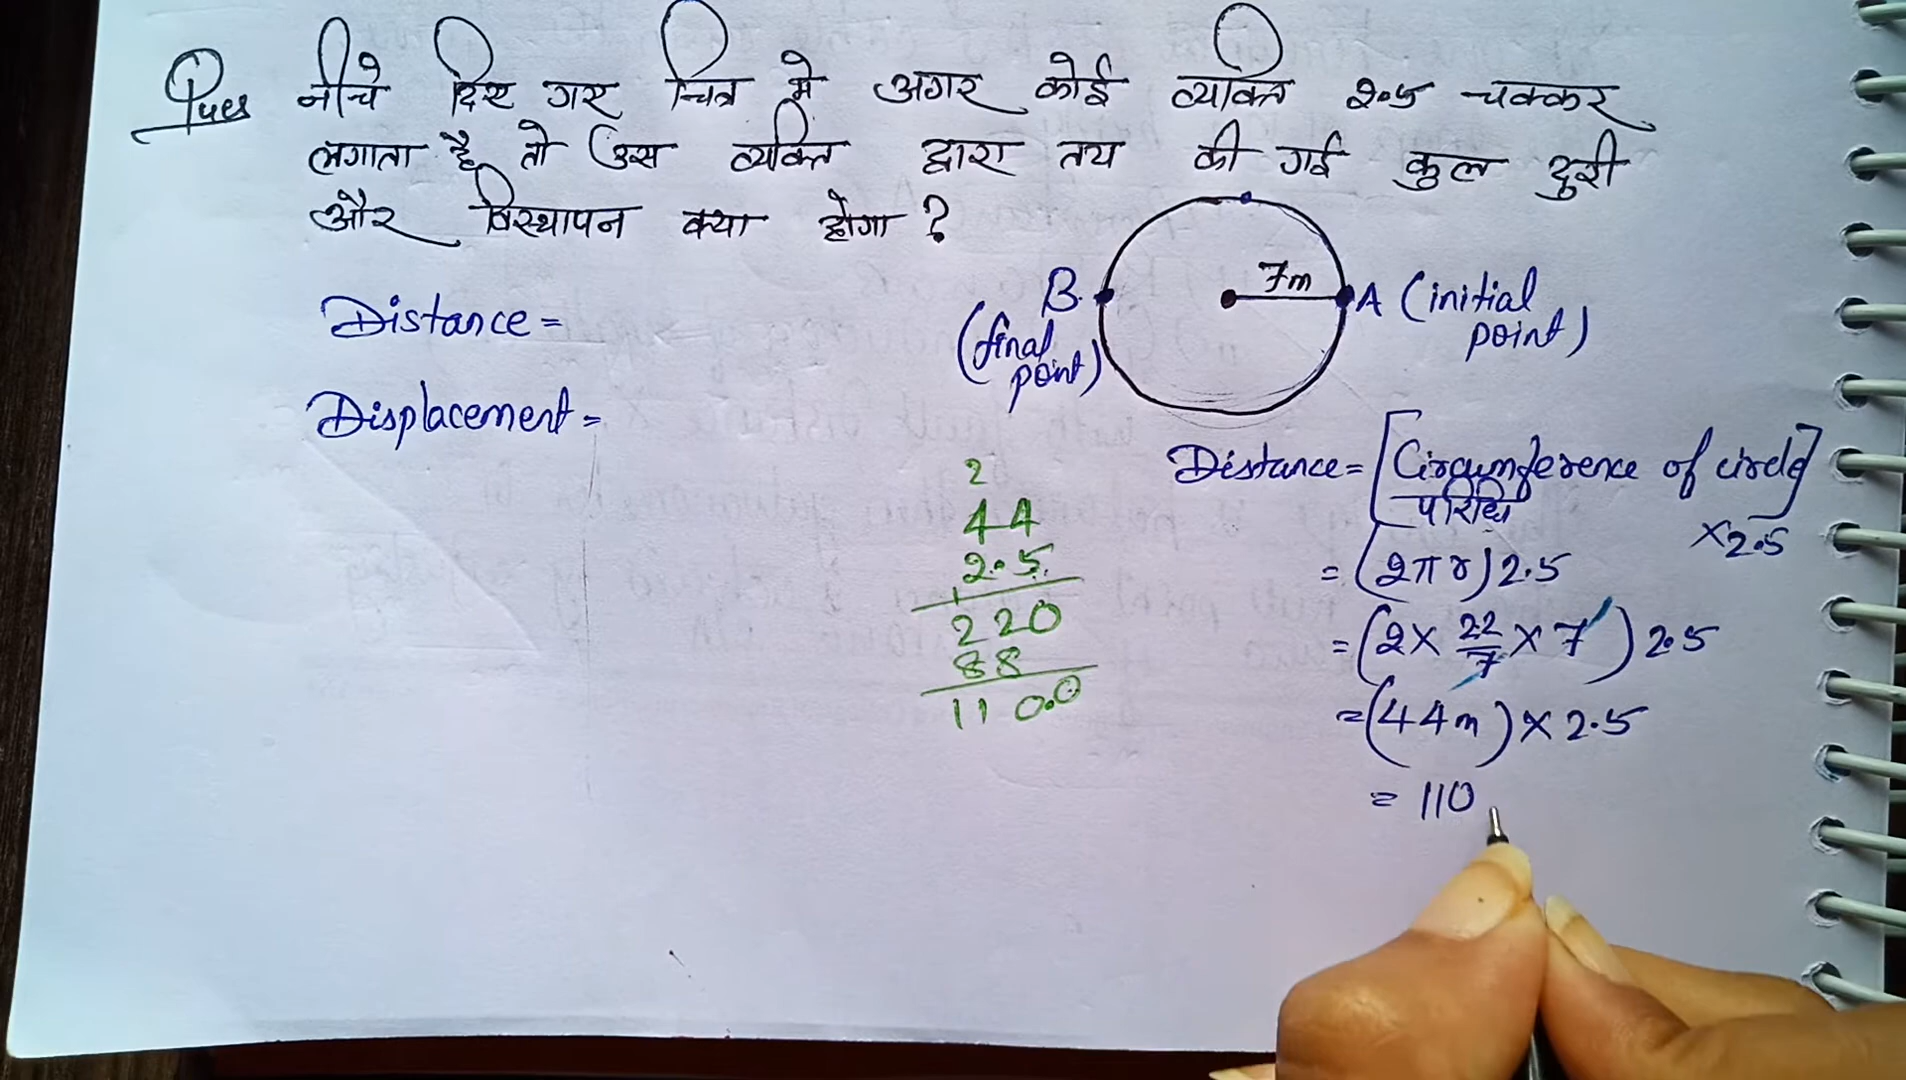 Ques नीचे दिए गए चित्र मे अगर कोई व्यक्ति 2.5 चक्कर
लगाता है तो उस व्यक्ति द्वारा तय की गई कुल दुरी
और विस्थापन क्या होगा ?
7m
B
(final
point)
A (initial
point)
Distance =
Displacement =
2
44
2.5
1
220
88
110.0
Distance = [Circumference of circle]
परिधि
×2.5
= (2πr) 2.5
= (2 × 22/7 × 7) 2.5
= (44m) × 2.5
= 110